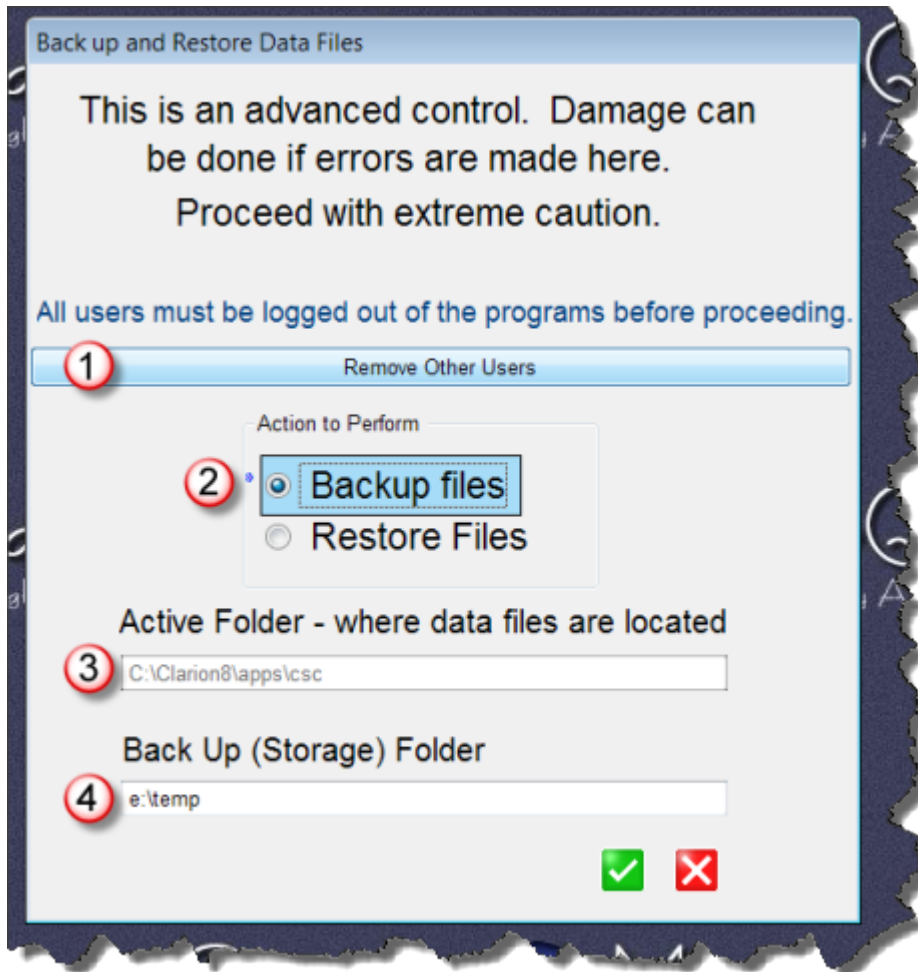 Back up and Restore Data Files
This is an advanced control. Damage can
be done if errors are made here.
Proceed with extreme caution.
All users must be logged out of the programs before proceeding.
1
Remove Other Users
Action to Perform
2
Backup files
Restore Files
Active Folder - where data files are located
3
C:\Clarion8\apps\csc
Back Up (Storage) Folder
4
e:\temp